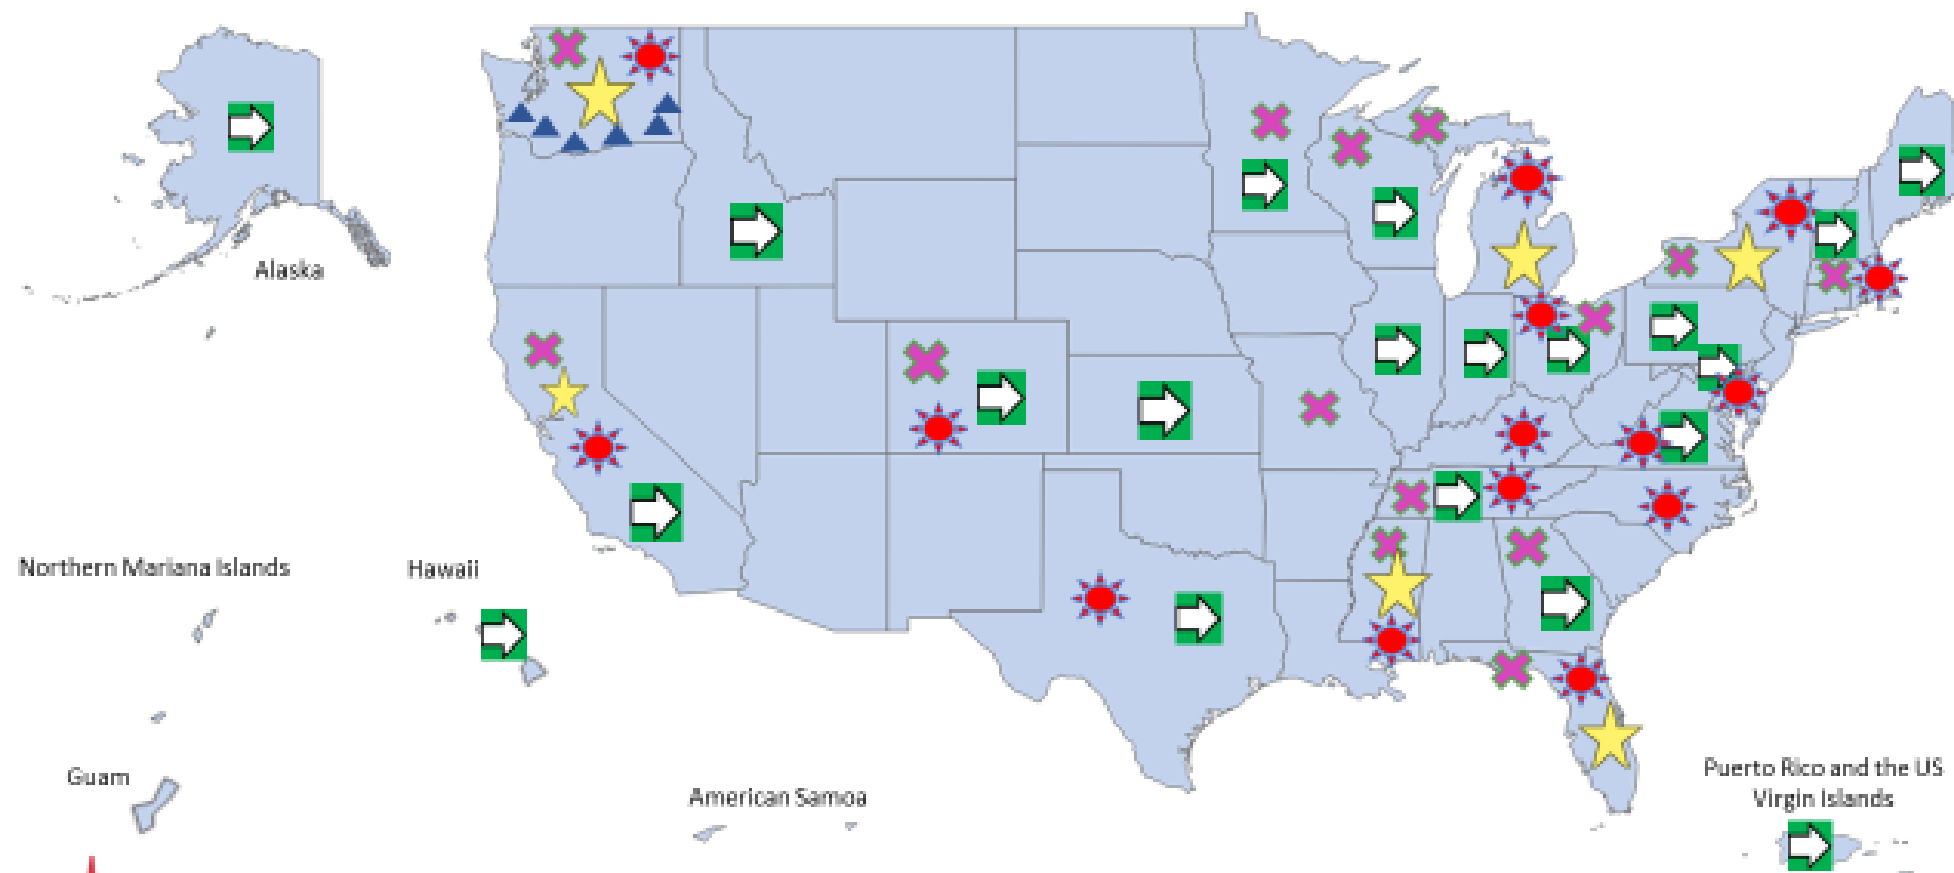 Alaska
Northern Mariana Islands
Hawaii
Guam
American Samoa
Puerto Rico and the US
Virgin Islands